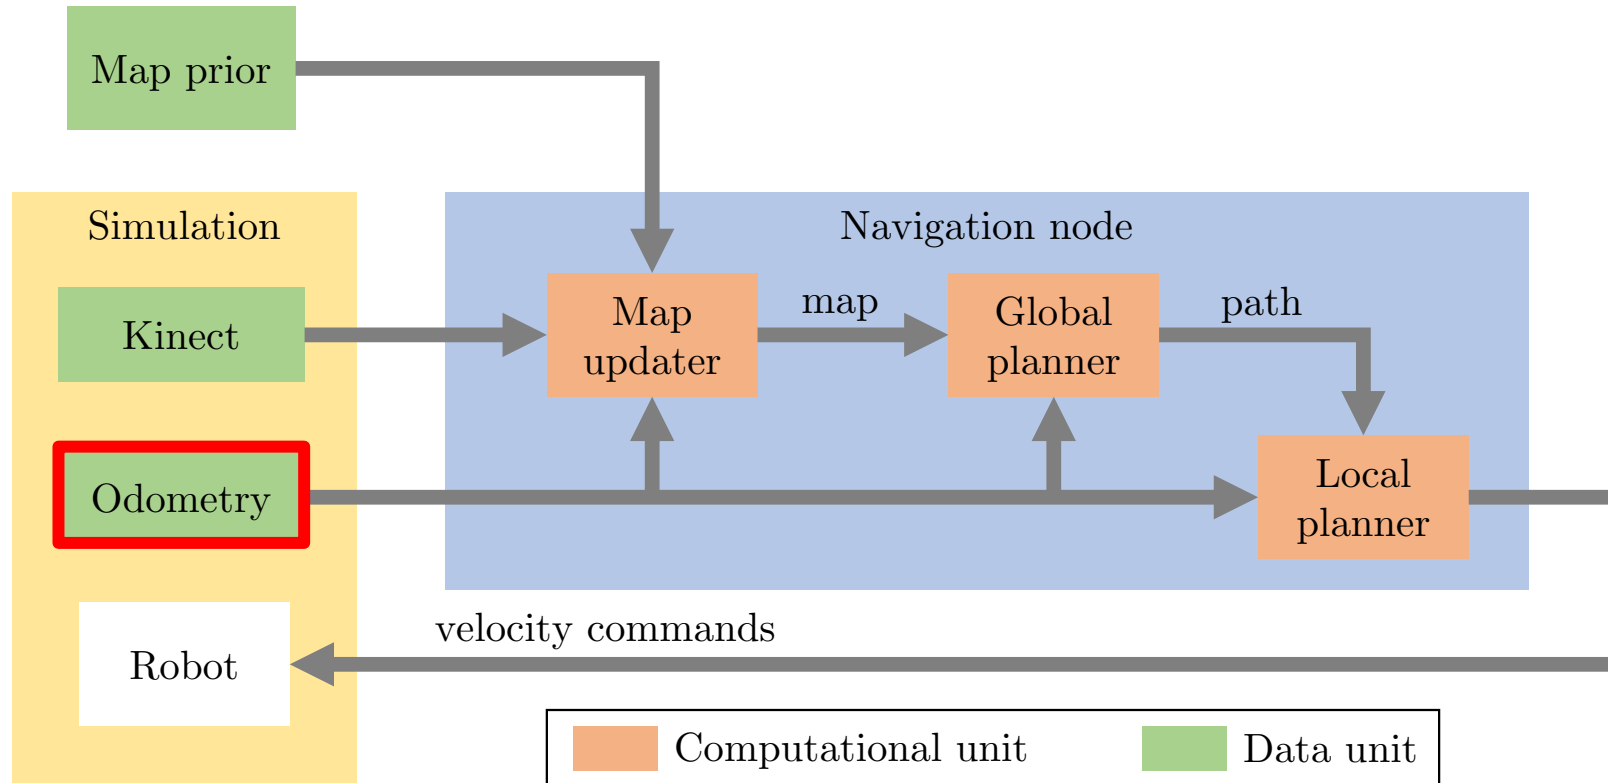 Map prior
Simulation
Navigation node
Kinect
Map
updater
map
Global
planner
path
Odometry
Local
planner
velocity commands
Robot
Computational unit
Data unit